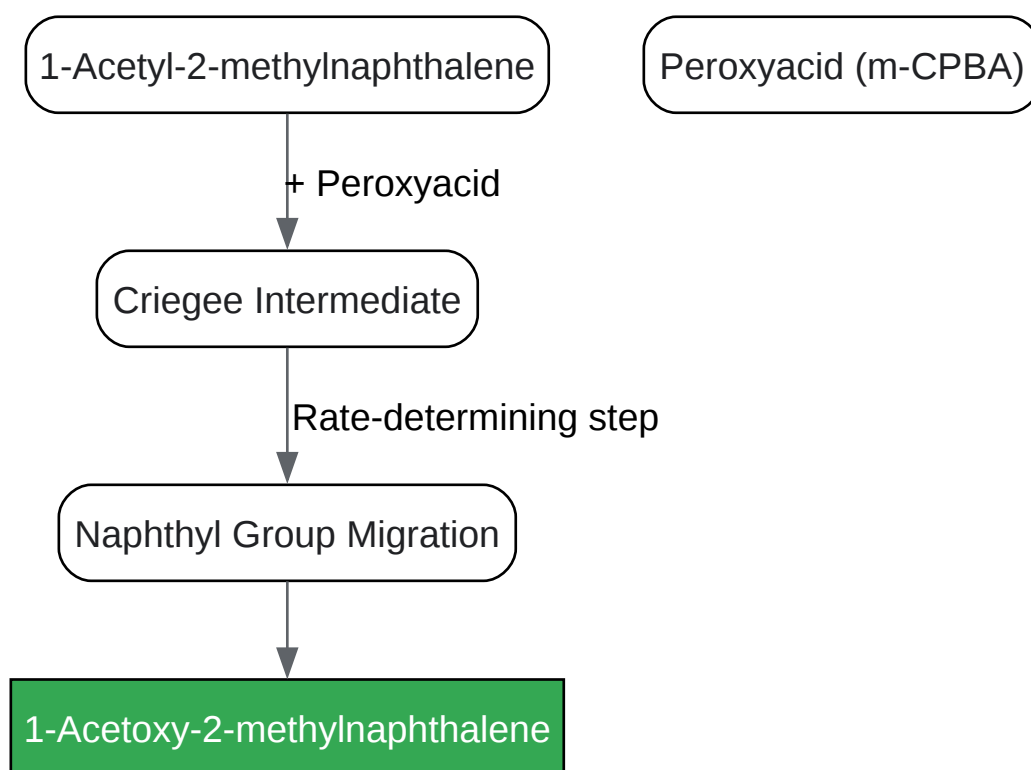 1-Acetyl-2-methylnaphthalene
Peroxyacid (m-CPBA)
+ Peroxyacid
Criegee Intermediate
Rate-determining step
Naphthyl Group Migration
1-Acetoxy-2-methylnaphthalene